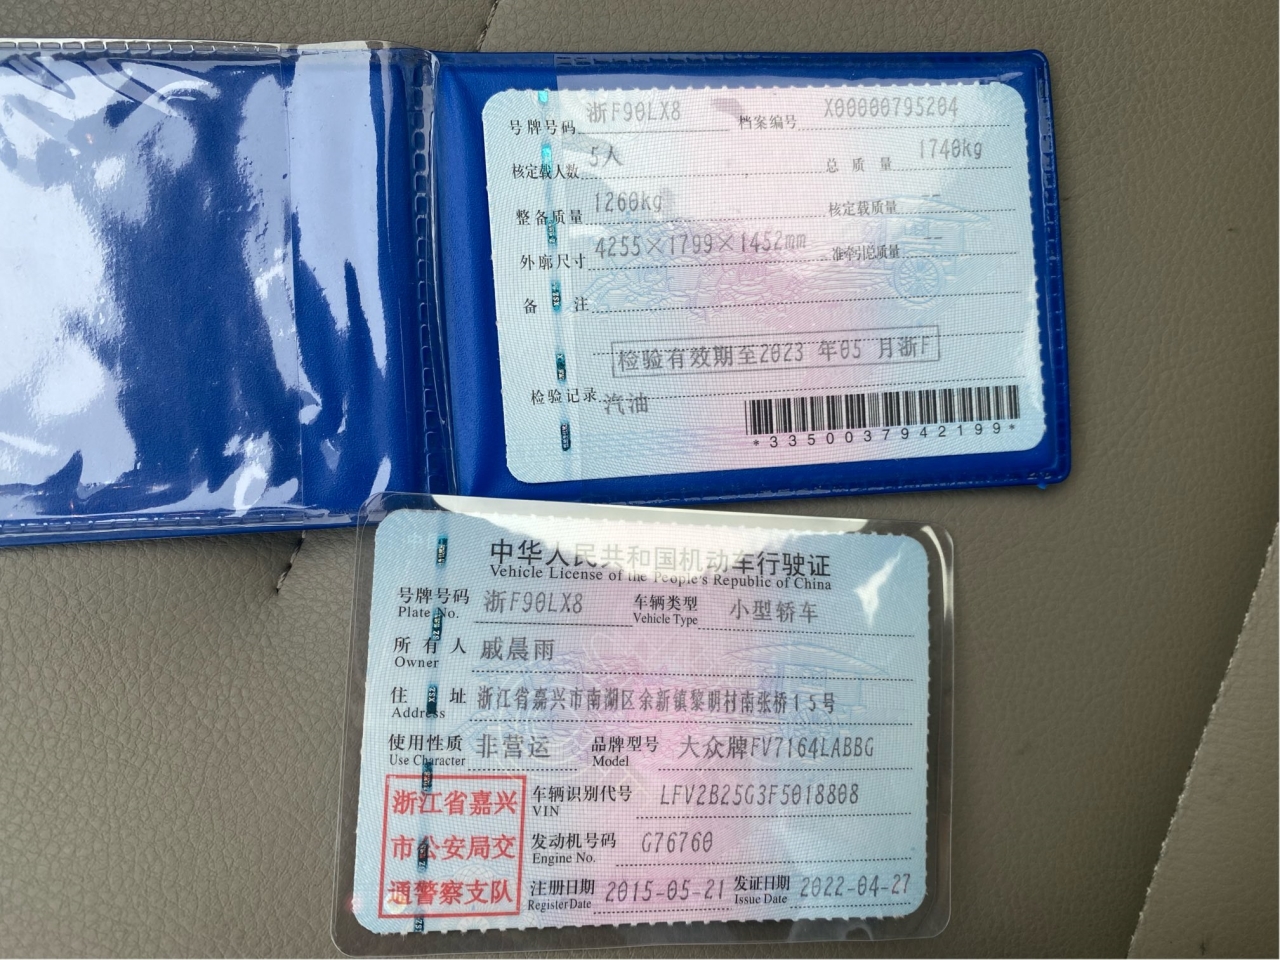 号牌号码 浙F90LX8 档案编号 X00000795204
核定载人数 5人 总质量 1740kg
整备质量 1260kg 核定载质量 --
外廓尺寸 4255×1799×1452mm 准牵引总质量 --
备注
检验有效期至2023 年05 月浙F
检验记录 汽油
*3350037942199*
中华人民共和国机动车行驶证
Vehicle License of the People's Republic of China
号牌号码 浙F90LX8 车辆类型 小型轿车
Plate No. Vehicle Type
所有人 戚晨雨
Owner
住址 浙江省嘉兴市南湖区余新镇黎明村南张桥15号
Address
使用性质 非营运 品牌型号 大众牌FV7164LABBG
Use Character Model
浙江省嘉兴
市公安局交
通警察支队
车辆识别代号 LFV2B25G3F5018808
VIN
发动机号码 G76760
Engine No.
注册日期 2015-05-21 发证日期 2022-04-27
Register Date Issue Date